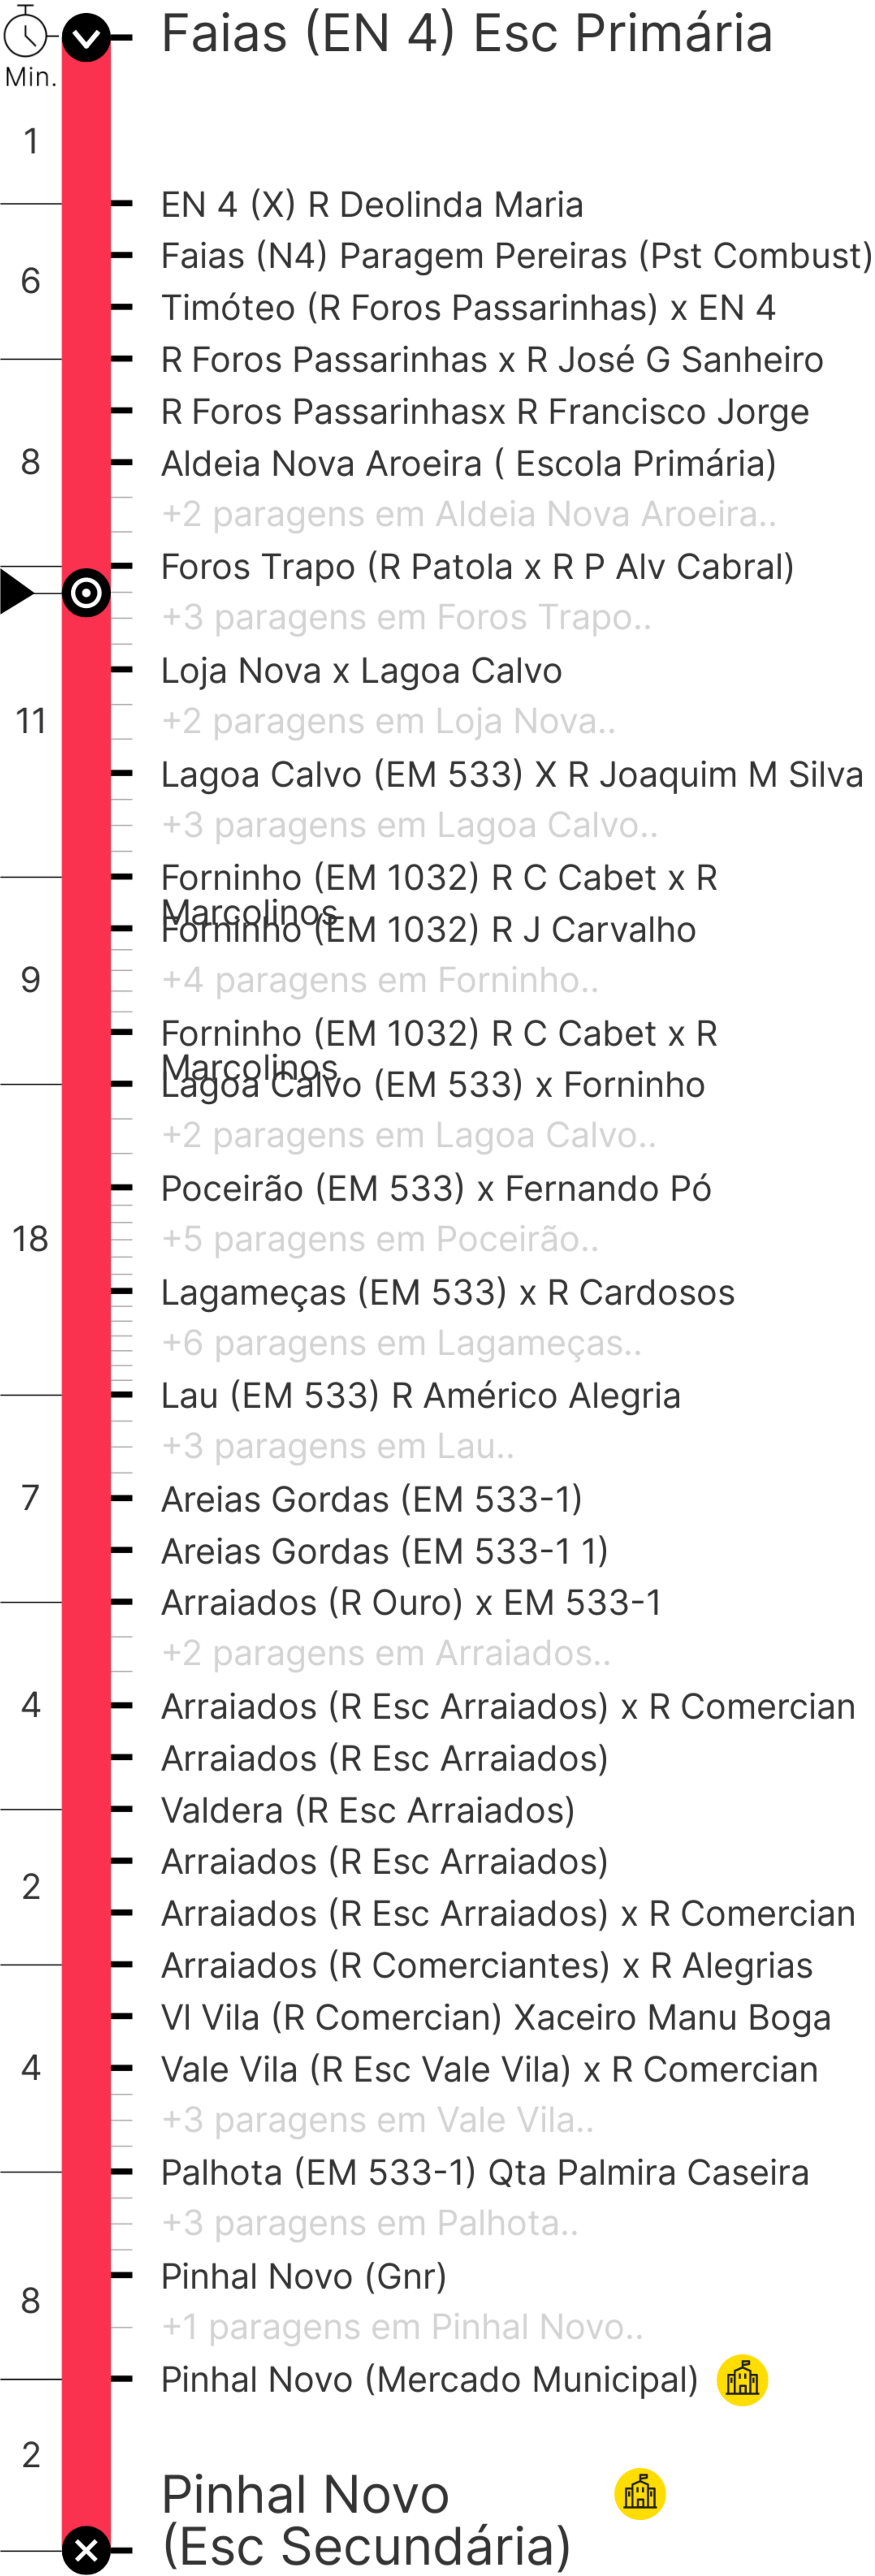 Faias (EN 4) Esc Primária
Min.
1
EN 4 (X) R Deolinda Maria
Faias (N4) Paragem Pereiras (Pst Combust)
6
Timóteo (R Foros Passarinhas) x EN 4
R Foros Passarinhas x R José G Sanheiro
R Foros Passarinhasx R Francisco Jorge
8
Aldeia Nova Aroeira ( Escola Primária)
+2 paragens em Aldeia Nova Aroeira..
Foros Trapo (R Patola x R P Alv Cabral)
+3 paragens em Foros Trapo..
Loja Nova x Lagoa Calvo
11
+2 paragens em Loja Nova..
Lagoa Calvo (EM 533) X R Joaquim M Silva
+3 paragens em Lagoa Calvo..
Forninho (EM 1032) R C Cabet x R
Marcolinos
Forninho (EM 1032) R J Carvalho
9
+4 paragens em Forninho..
Forninho (EM 1032) R C Cabet x R
Marcolinos
Lagoa Calvo (EM 533) x Forninho
+2 paragens em Lagoa Calvo..
Poceirão (EM 533) x Fernando Pó
18
+5 paragens em Poceirão..
Lagameças (EM 533) x R Cardosos
+6 paragens em Lagameças..
Lau (EM 533) R Américo Alegria
+3 paragens em Lau..
7
Areias Gordas (EM 533-1)
Areias Gordas (EM 533-1 1)
Arraiados (R Ouro) x EM 533-1
+2 paragens em Arraiados..
4
Arraiados (R Esc Arraiados) x R Comercian
Arraiados (R Esc Arraiados)
Valdera (R Esc Arraiados)
Arraiados (R Esc Arraiados)
2
Arraiados (R Esc Arraiados) x R Comercian
Arraiados (R Comerciantes) x R Alegrias
Vl Vila (R Comercian) Xaceiro Manu Boga
4
Vale Vila (R Esc Vale Vila) x R Comercian
+3 paragens em Vale Vila..
Palhota (EM 533-1) Qta Palmira Caseira
+3 paragens em Palhota..
Pinhal Novo (Gnr)
8
+1 paragens em Pinhal Novo..
Pinhal Novo (Mercado Municipal)
2
Pinhal Novo
(Esc Secundária)